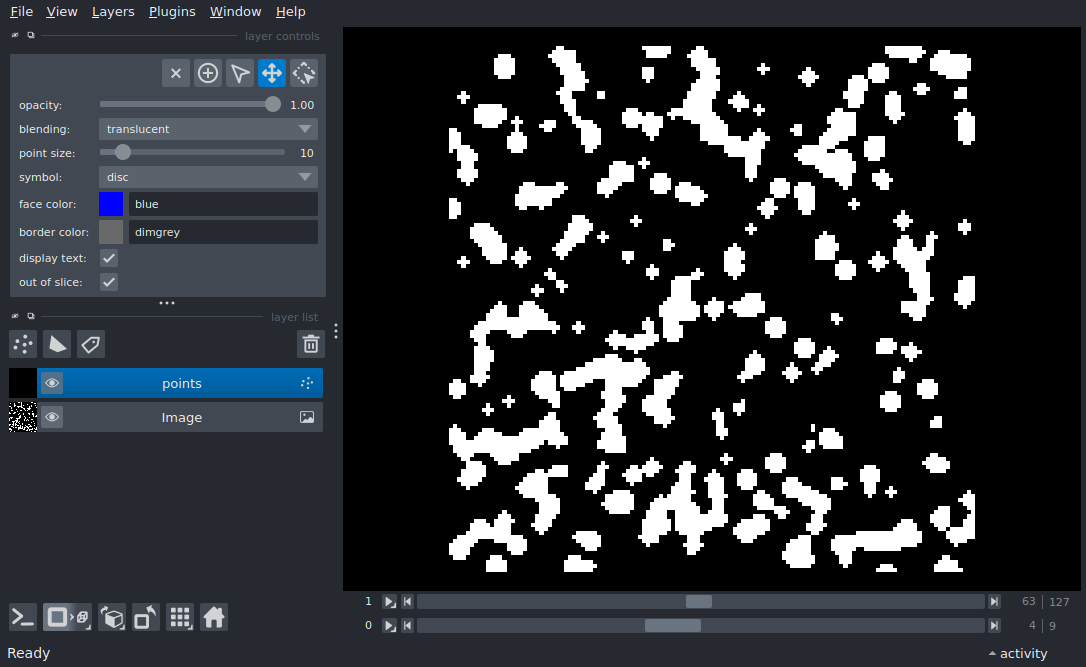 File View Layers Plugins Window Help
layer controls
opacity: 1.00
blending: translucent
point size: 10
symbol: disc
face color: blue
border color: dimgrey
display text:
out of slice:
layer list
points
Image
1 63 127
0 4 9
Ready activity